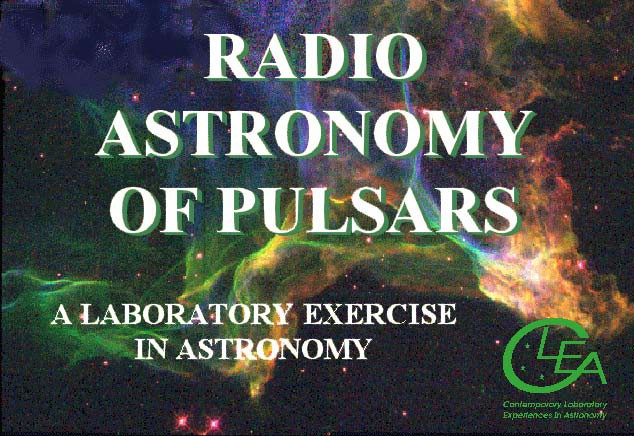 RADIO
ASTRONOMY
OF PULSARS
A LABORATORY EXERCISE
IN ASTRONOMY
CLEA
Contemporary Laboratory
Experiences In Astronomy